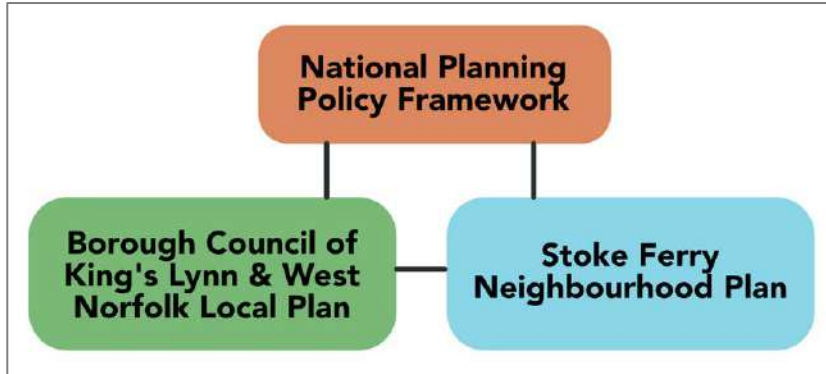 National Planning
Policy Framework
Borough Council of
King's Lynn & West
Norfolk Local Plan
Stoke Ferry
Neighbourhood Plan